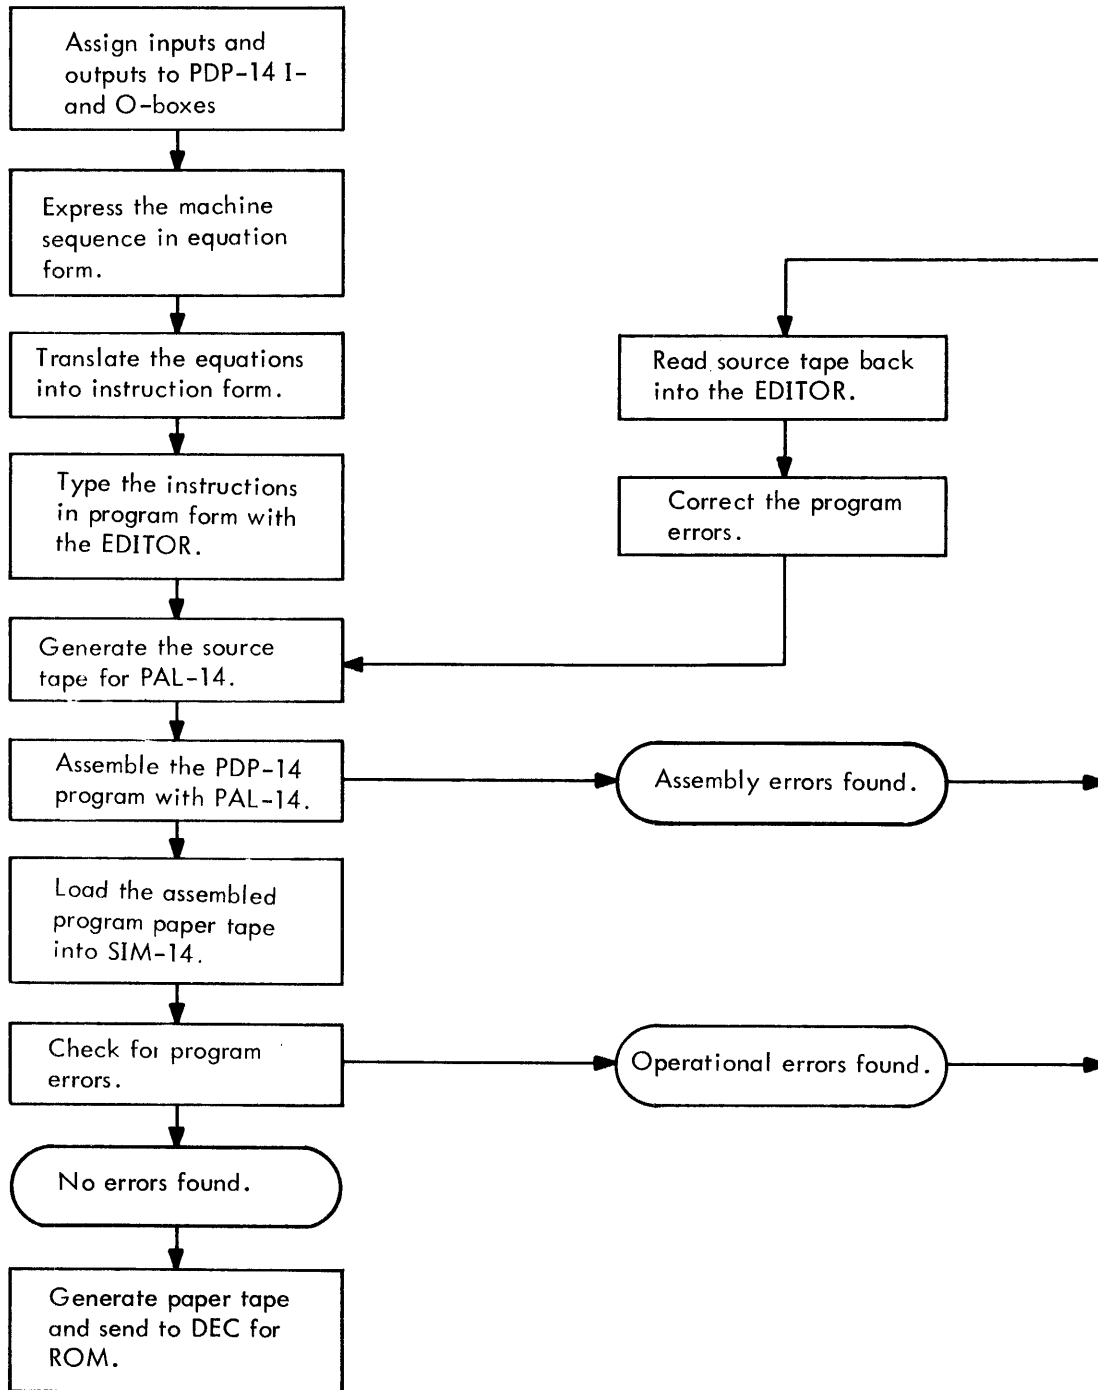 Assign inputs and
outputs to PDP-14 I-
and O-boxes
Express the machine
sequence in equation
form.
Translate the equations
into instruction form.
Type the instructions
in program form with
the EDITOR.
Generate the source
tape for PAL-14.
Assemble the PDP-14
program with PAL-14.
Load the assembled
program paper tape
into SIM-14.
Check for program
errors.
No errors found.
Generate paper tape
and send to DEC for
ROM.
Read source tape back
into the EDITOR.
Correct the program
errors.
Assembly errors found.
Operational errors found.